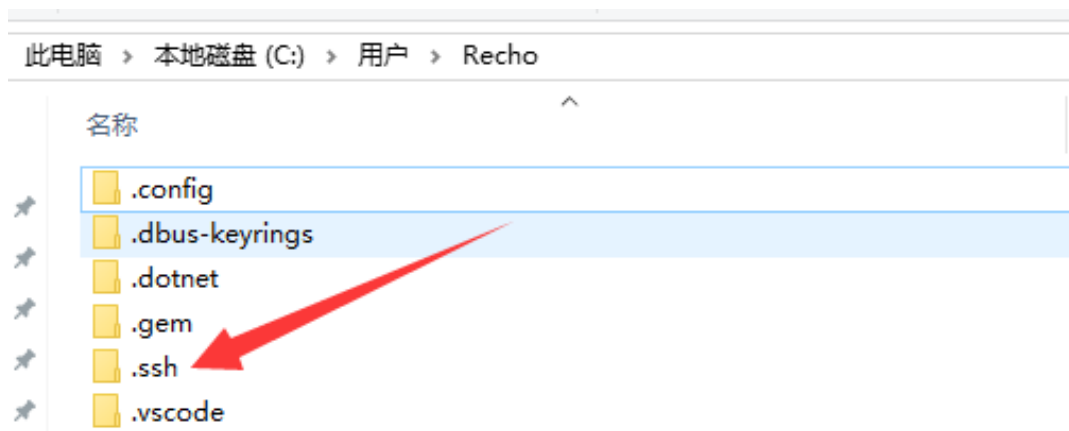 此电脑 › 本地磁盘 (C:) › 用户 › Recho
名称
.config
.dbus-keyrings
.dotnet
.gem
.ssh
.vscode